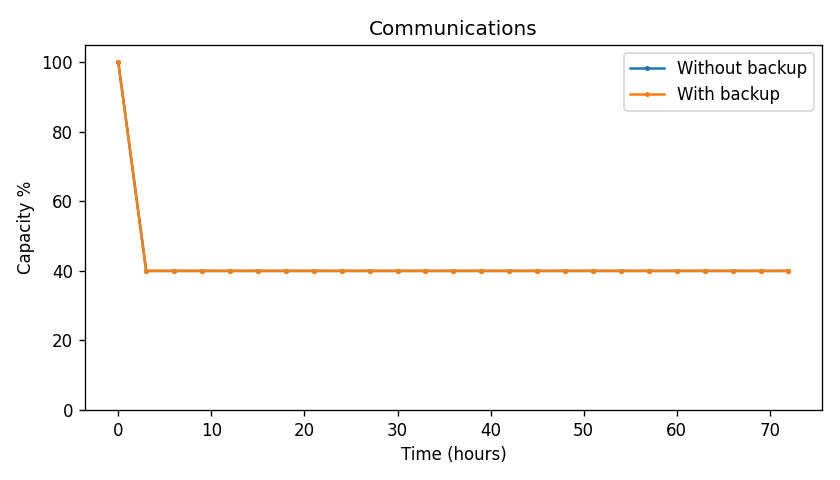 Communications
Without backup
With backup
Capacity %
100
80
60
40
20
0
0 10 20 30 40 50 60 70
Time (hours)